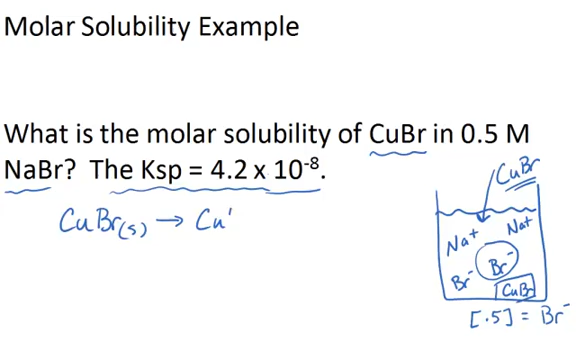 Molar Solubility Example
What is the molar solubility of CuBr in 0.5 M
NaBr? The Ksp = 4.2 x 10⁻⁸.
CuBr
CuBr(s) → Cu'
Na⁺ Na⁺
Br⁻ Br⁻
CuBr
[.5] = Br⁻